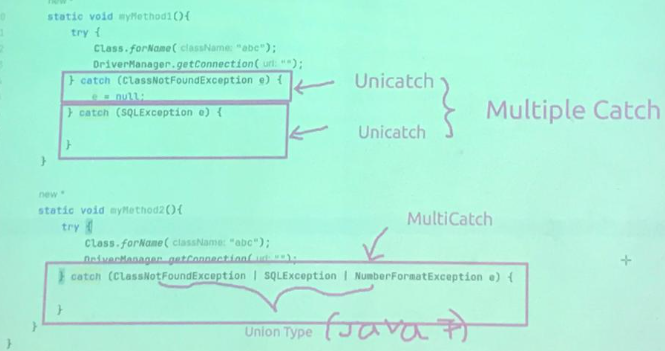 new *
static void myMethod1(){
try {
Class.forName( className: "abc");
DriverManager.getConnection( url: "");
} catch (ClassNotFoundException e) {
e = null;
} catch (SQLException e) {
}
}
Unicatch
Unicatch
Multiple Catch
new *
static void myMethod2(){
try {
Class.forName( className: "abc");
DriverManager.getConnection( url: "");
} catch (ClassNotFoundException | SQLException | NumberFormatException e) {
}
}
}
MultiCatch
Union Type (Java 7)